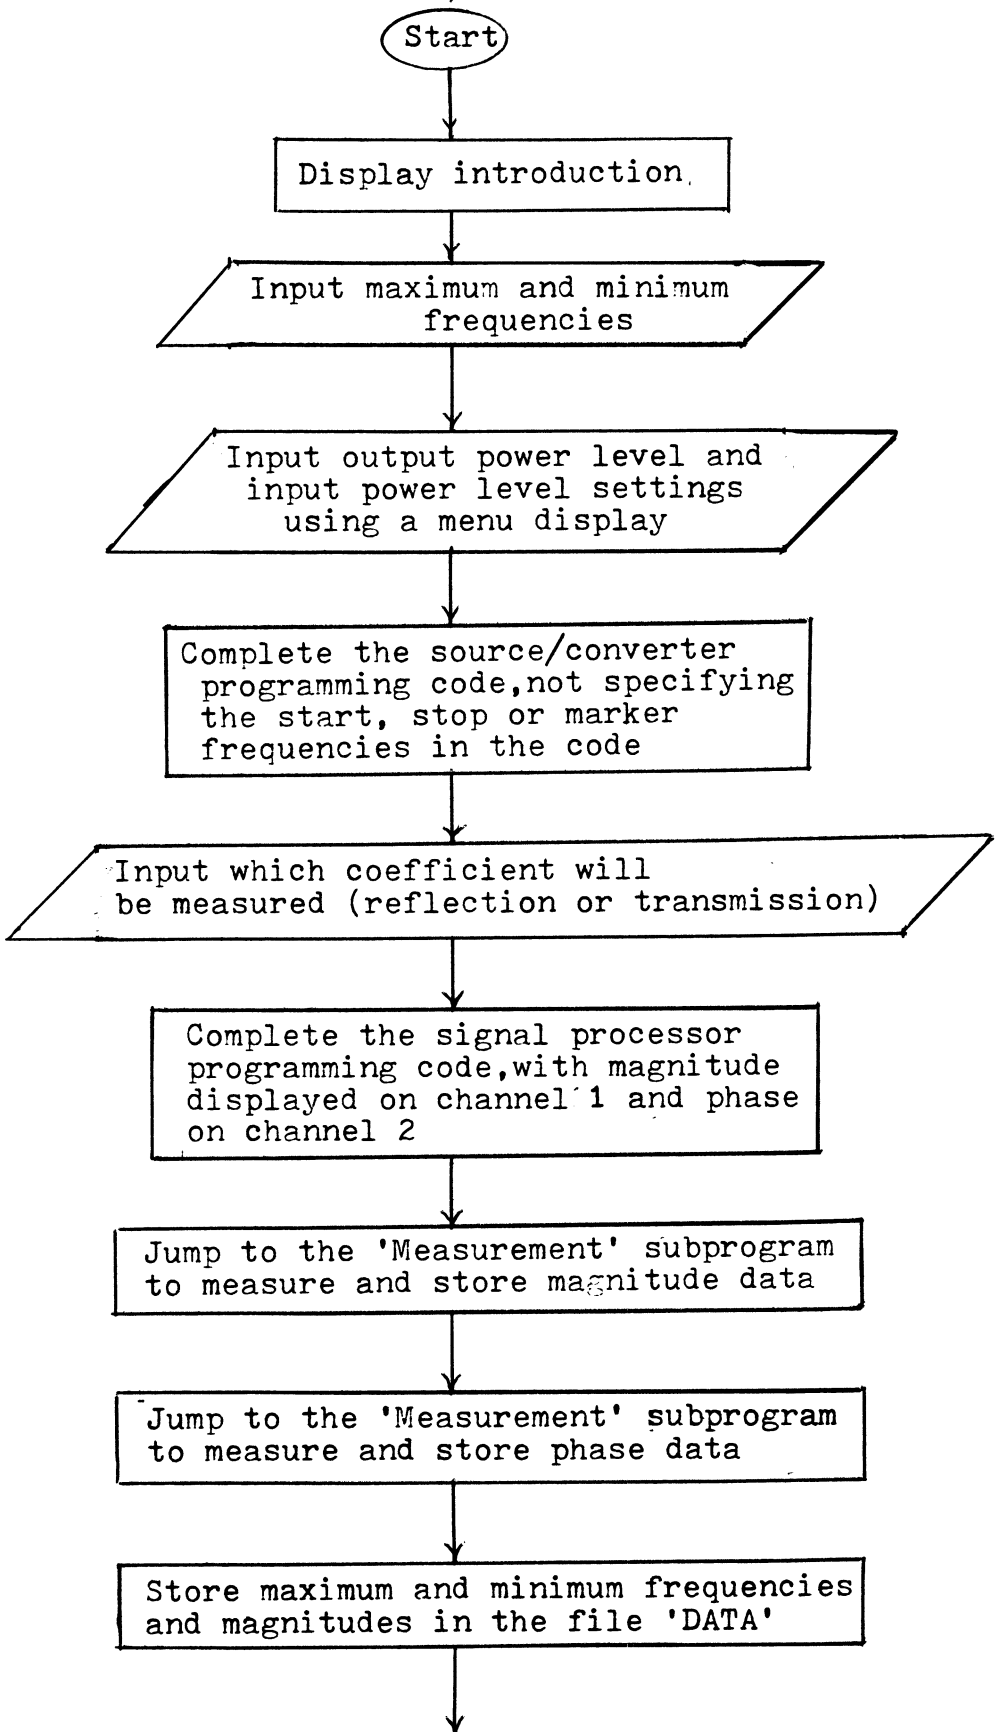 Start
Display introduction.
Input maximum and minimum
frequencies
Input output power level and
input power level settings
using a menu display
Complete the source/converter
programming code,not specifying
the start, stop or marker
frequencies in the code
Input which coefficient will
be measured (reflection or transmission)
Complete the signal processor
programming code,with magnitude
displayed on channel 1 and phase
on channel 2
Jump to the 'Measurement' subprogram
to measure and store magnitude data
Jump to the 'Measurement' subprogram
to measure and store phase data
Store maximum and minimum frequencies
and magnitudes in the file 'DATA'